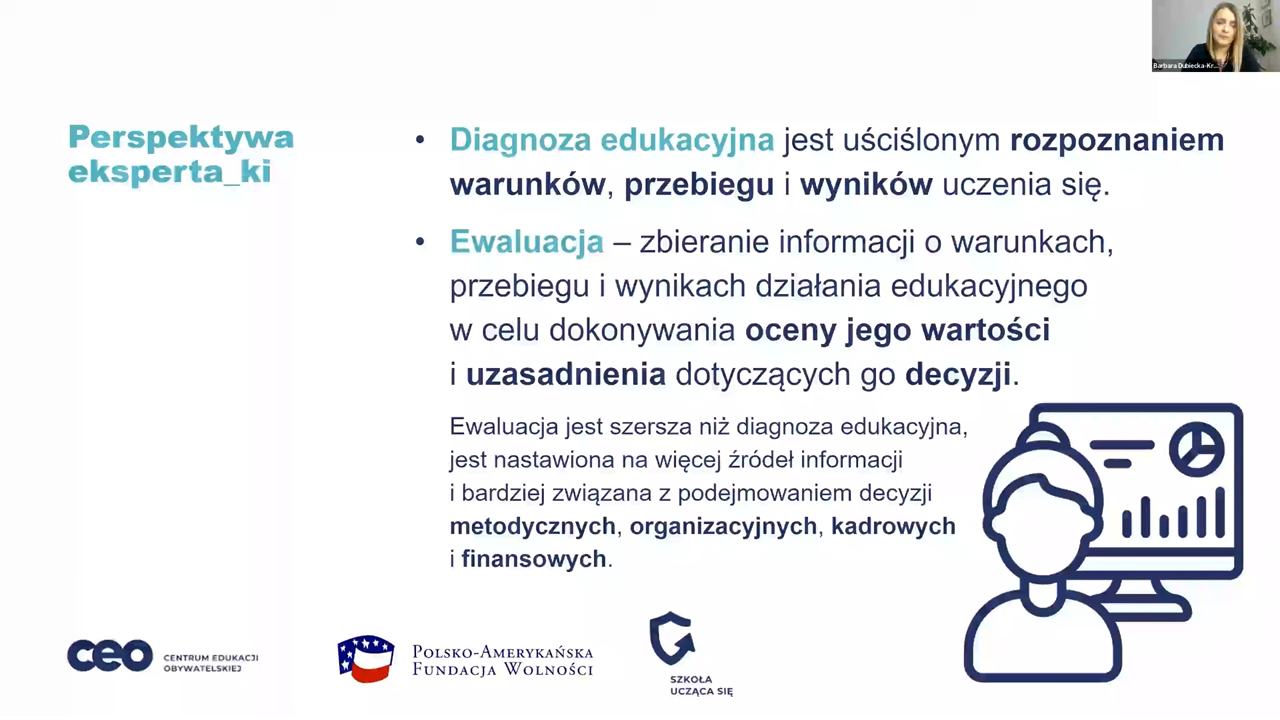 Barbara Dubiecka-Kr...
Perspektywa
eksperta_ki
• Diagnoza edukacyjna jest uściślonym rozpoznaniem
warunków, przebiegu i wyników uczenia się.
• Ewaluacja – zbieranie informacji o warunkach,
przebiegu i wynikach działania edukacyjnego
w celu dokonywania oceny jego wartości
i uzasadnienia dotyczących go decyzji.
Ewaluacja jest szersza niż diagnoza edukacyjna,
jest nastawiona na więcej źródeł informacji
i bardziej związana z podejmowaniem decyzji
metodycznych, organizacyjnych, kadrowych
i finansowych.
ceo CENTRUM EDUKACJI
OBYWATELSKIEJ
POLSKO-AMERYKAŃSKA
FUNDACJA WOLNOŚCI
SZKOŁA
UCZĄCA SIĘ